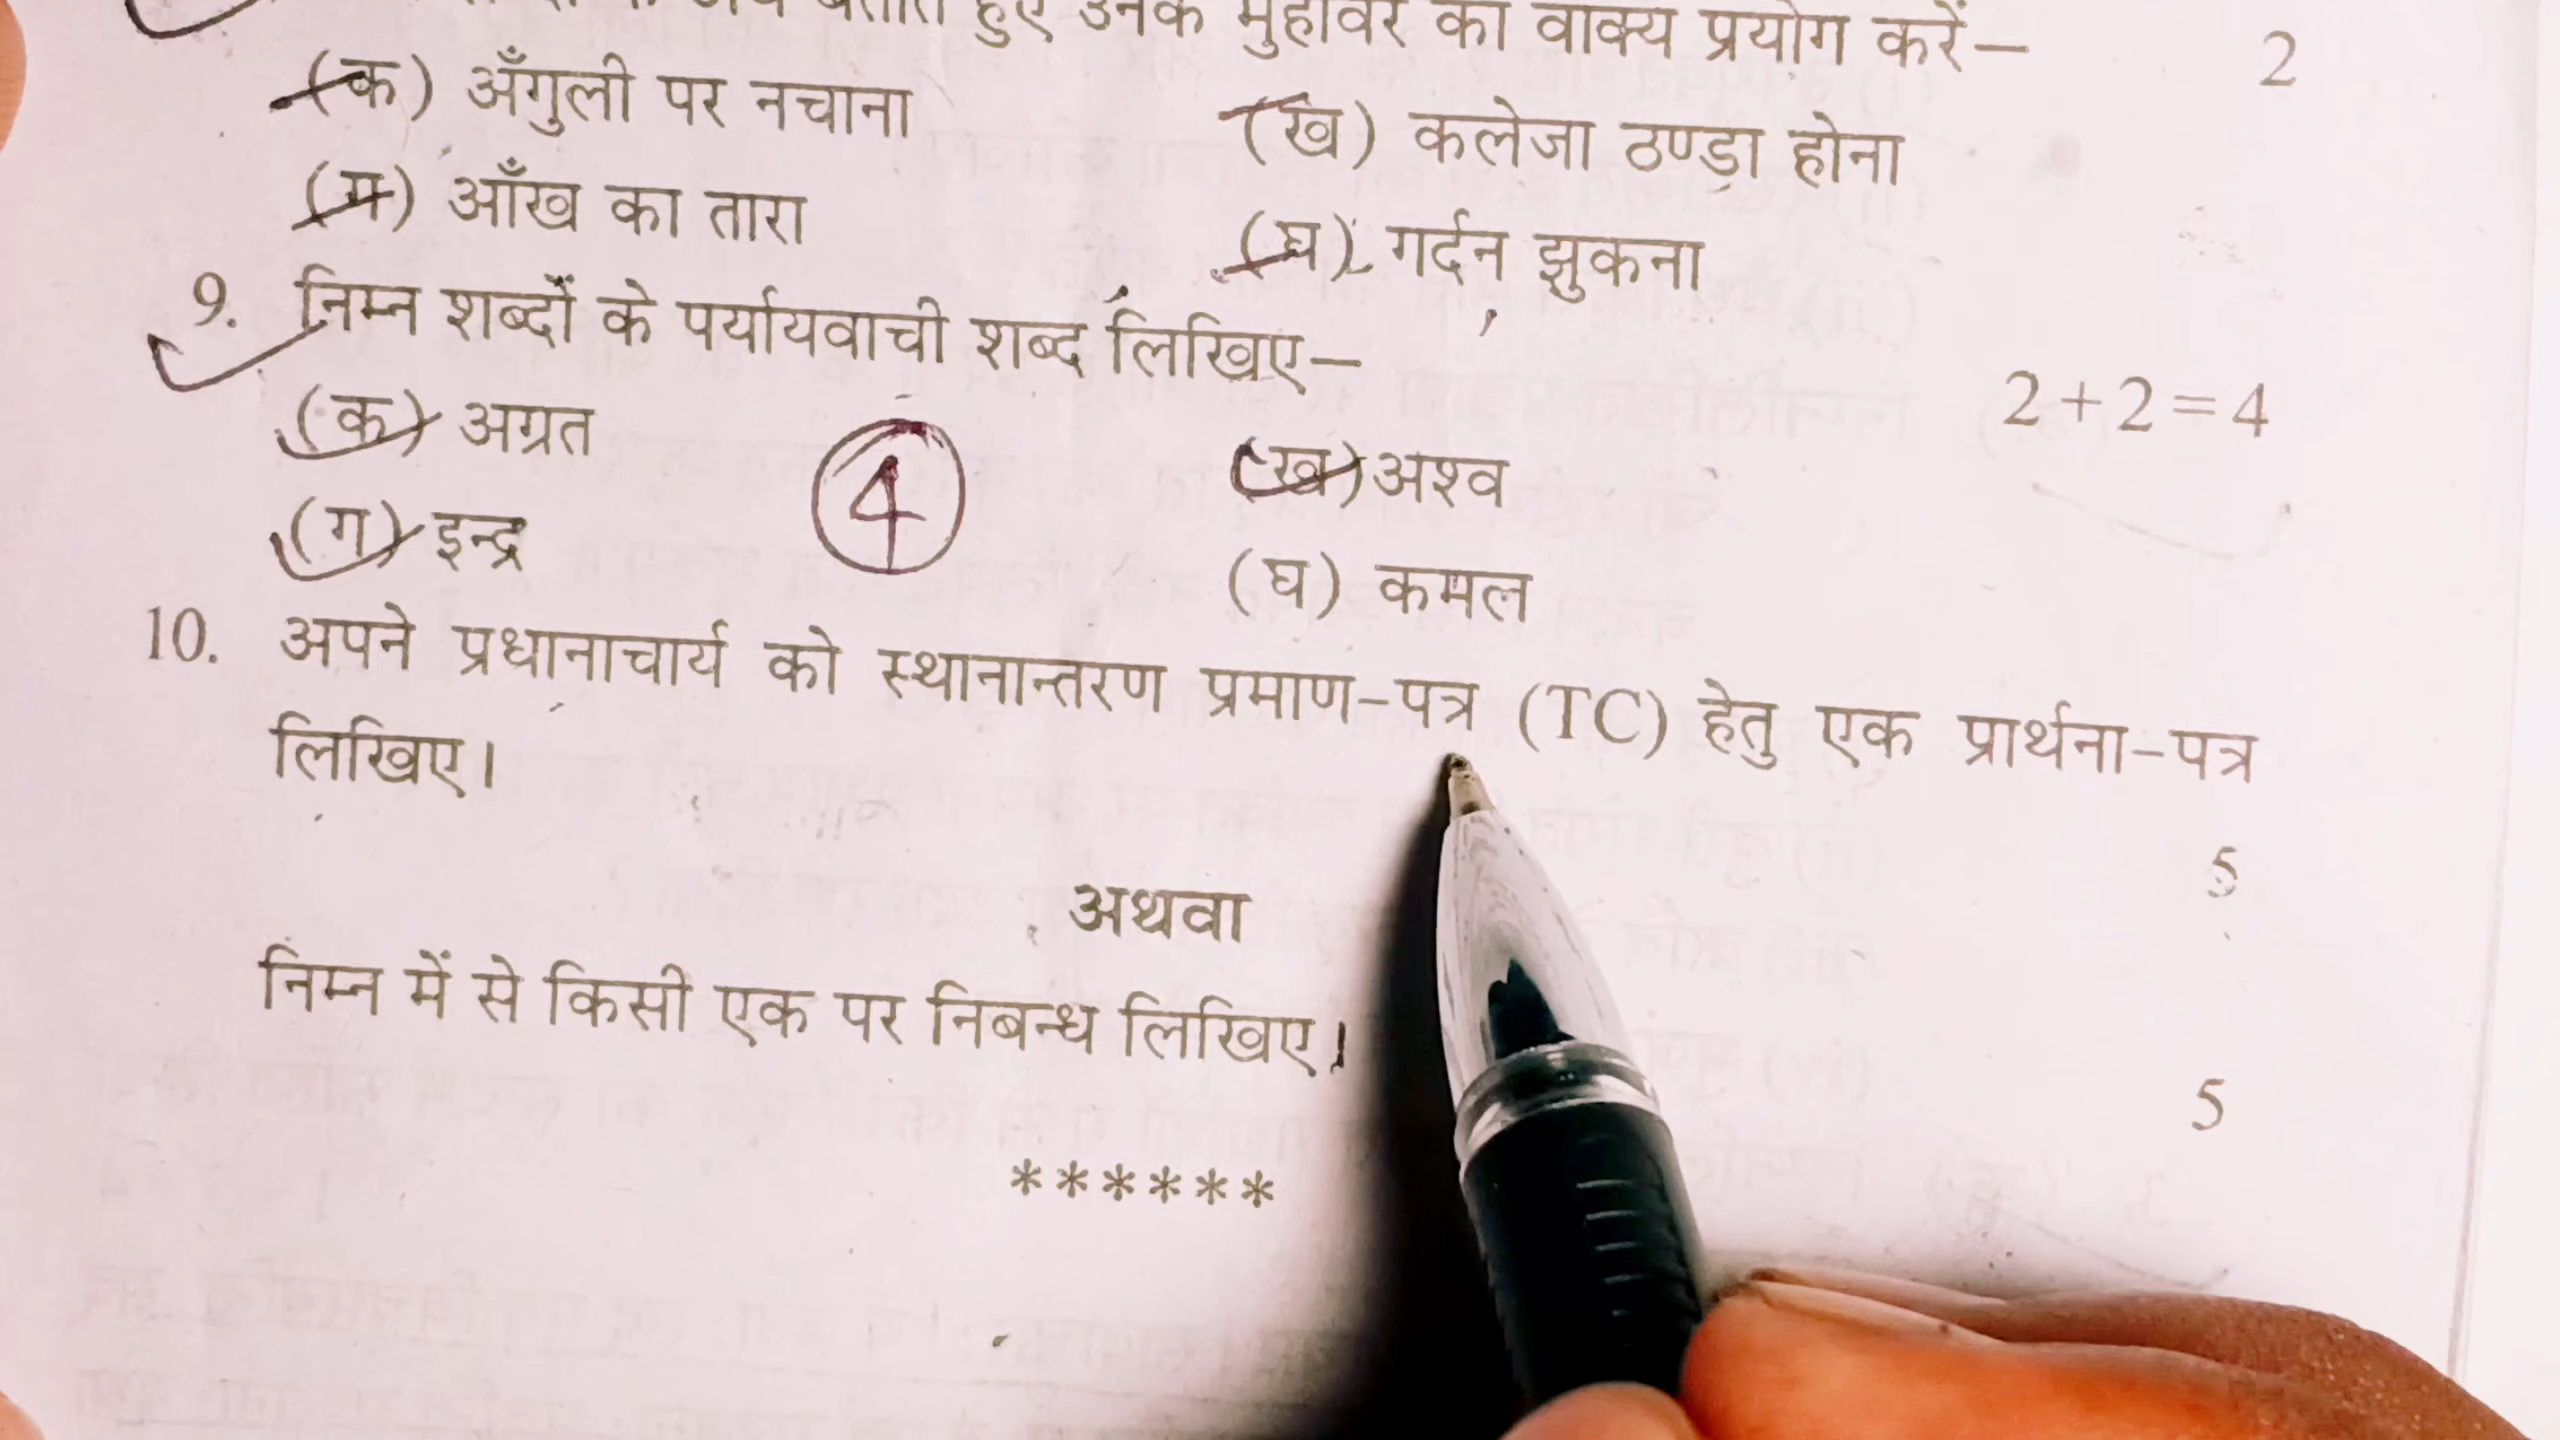 बताते हुए उनके मुहावरे का वाक्य प्रयोग करें– 2
(क) अँगुली पर नचाना (ख) कलेजा ठण्डा होना
(ग) आँख का तारा (घ) गर्दन झुकना
9. निम्न शब्दों के पर्यायवाची शब्द लिखिए–
2+2=4
(क) अग्रत (ख) अश्व
4
(ग) इन्द्र (घ) कमल
10. अपने प्रधानाचार्य को स्थानान्तरण प्रमाण-पत्र (TC) हेतु एक प्रार्थना-पत्र
लिखिए।
5
अथवा
निम्न में से किसी एक पर निबन्ध लिखिए।
5
******